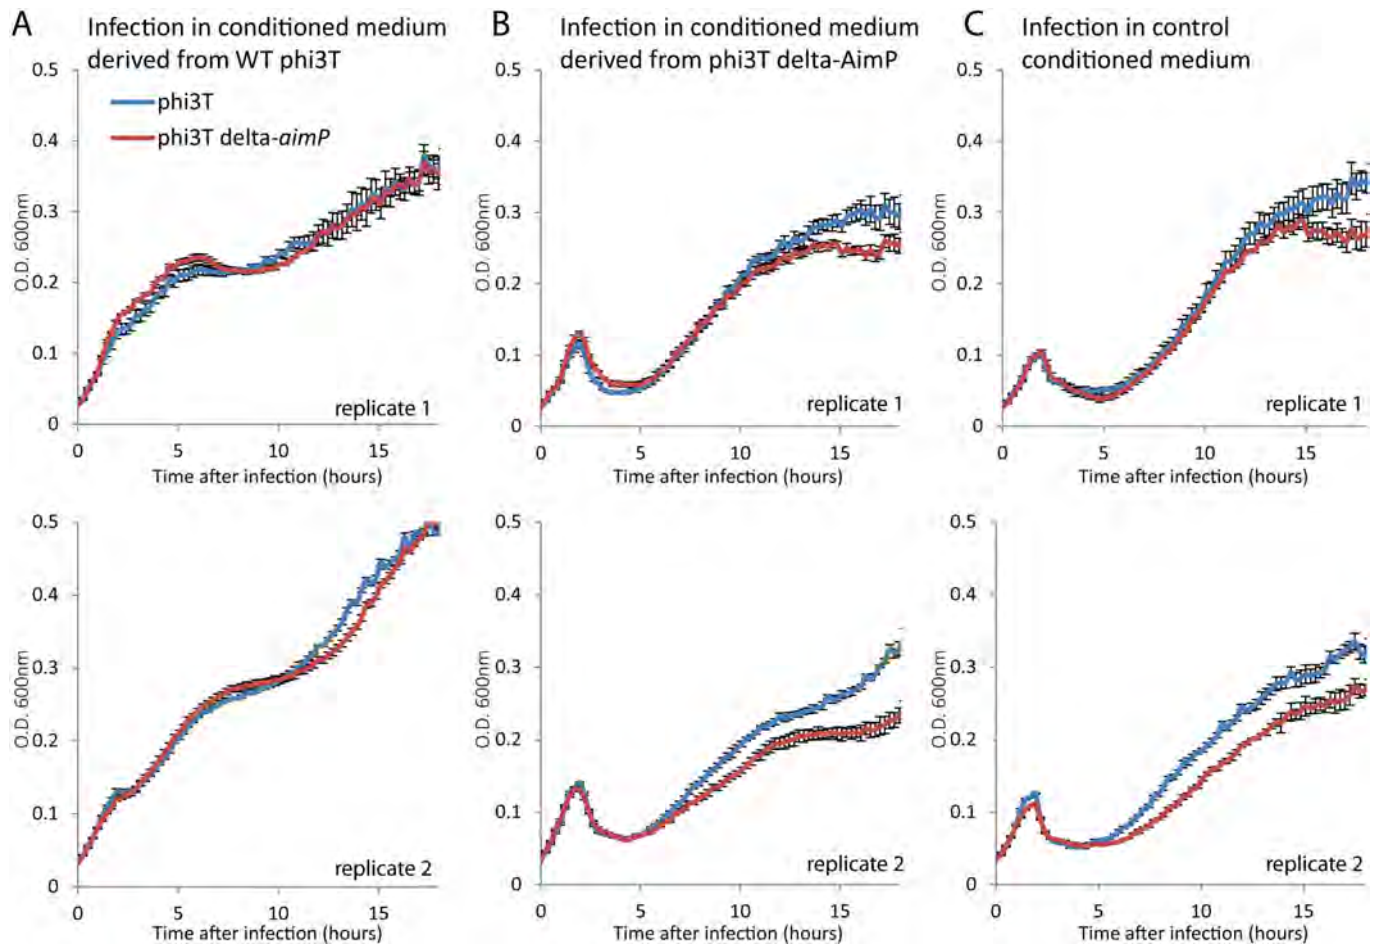 A Infection in conditioned medium
derived from WT phi3T
B Infection in conditioned medium
derived from phi3T delta-AimP
C Infection in control
conditioned medium
0.5
0.4
0.3
0.2
0.1
0
O.D. 600nm
phi3T
phi3T delta-aimP
replicate 1
0 5 10 15
Time after infection (hours)
0.5
0.4
0.3
0.2
0.1
0
O.D. 600nm
replicate 1
0 5 10 15
Time after infection (hours)
0.5
0.4
0.3
0.2
0.1
0
O.D. 600nm
replicate 1
0 5 10 15
Time after infection (hours)
0.5
0.4
0.3
0.2
0.1
0
O.D. 600nm
replicate 2
0 5 10 15
Time after infection (hours)
0.5
0.4
0.3
0.2
0.1
0
O.D. 600nm
replicate 2
0 5 10 15
Time after infection (hours)
0.5
0.4
0.3
0.2
0.1
0
O.D. 600nm
replicate 2
0 5 10 15
Time after infection (hours)